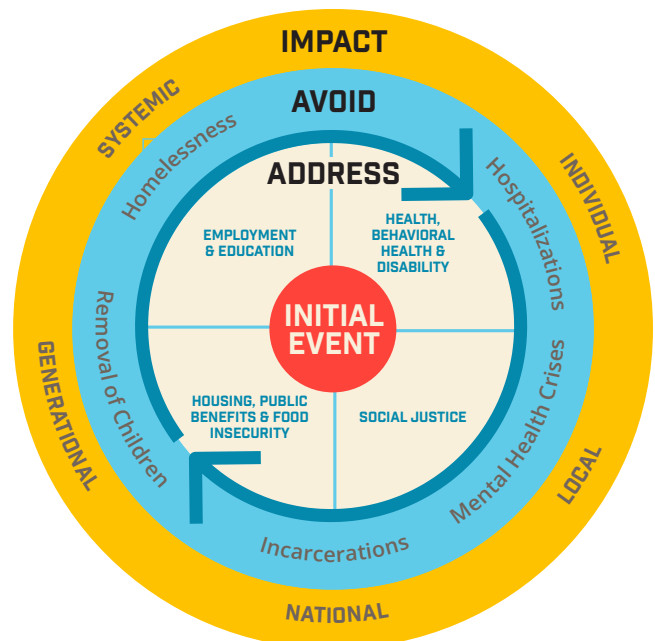 IMPACT
AVOID
ADDRESS
SYSTEMIC
INDIVIDUAL
LOCAL
NATIONAL
GENERATIONAL
Homelessness
Hospitalizations
Mental Health Crises
Incarcerations
Removal of Children
EMPLOYMENT
& EDUCATION
HEALTH,
BEHAVIORAL
HEALTH &
DISABILITY
INITIAL
EVENT
HOUSING, PUBLIC
BENEFITS & FOOD
INSECURITY
SOCIAL JUSTICE